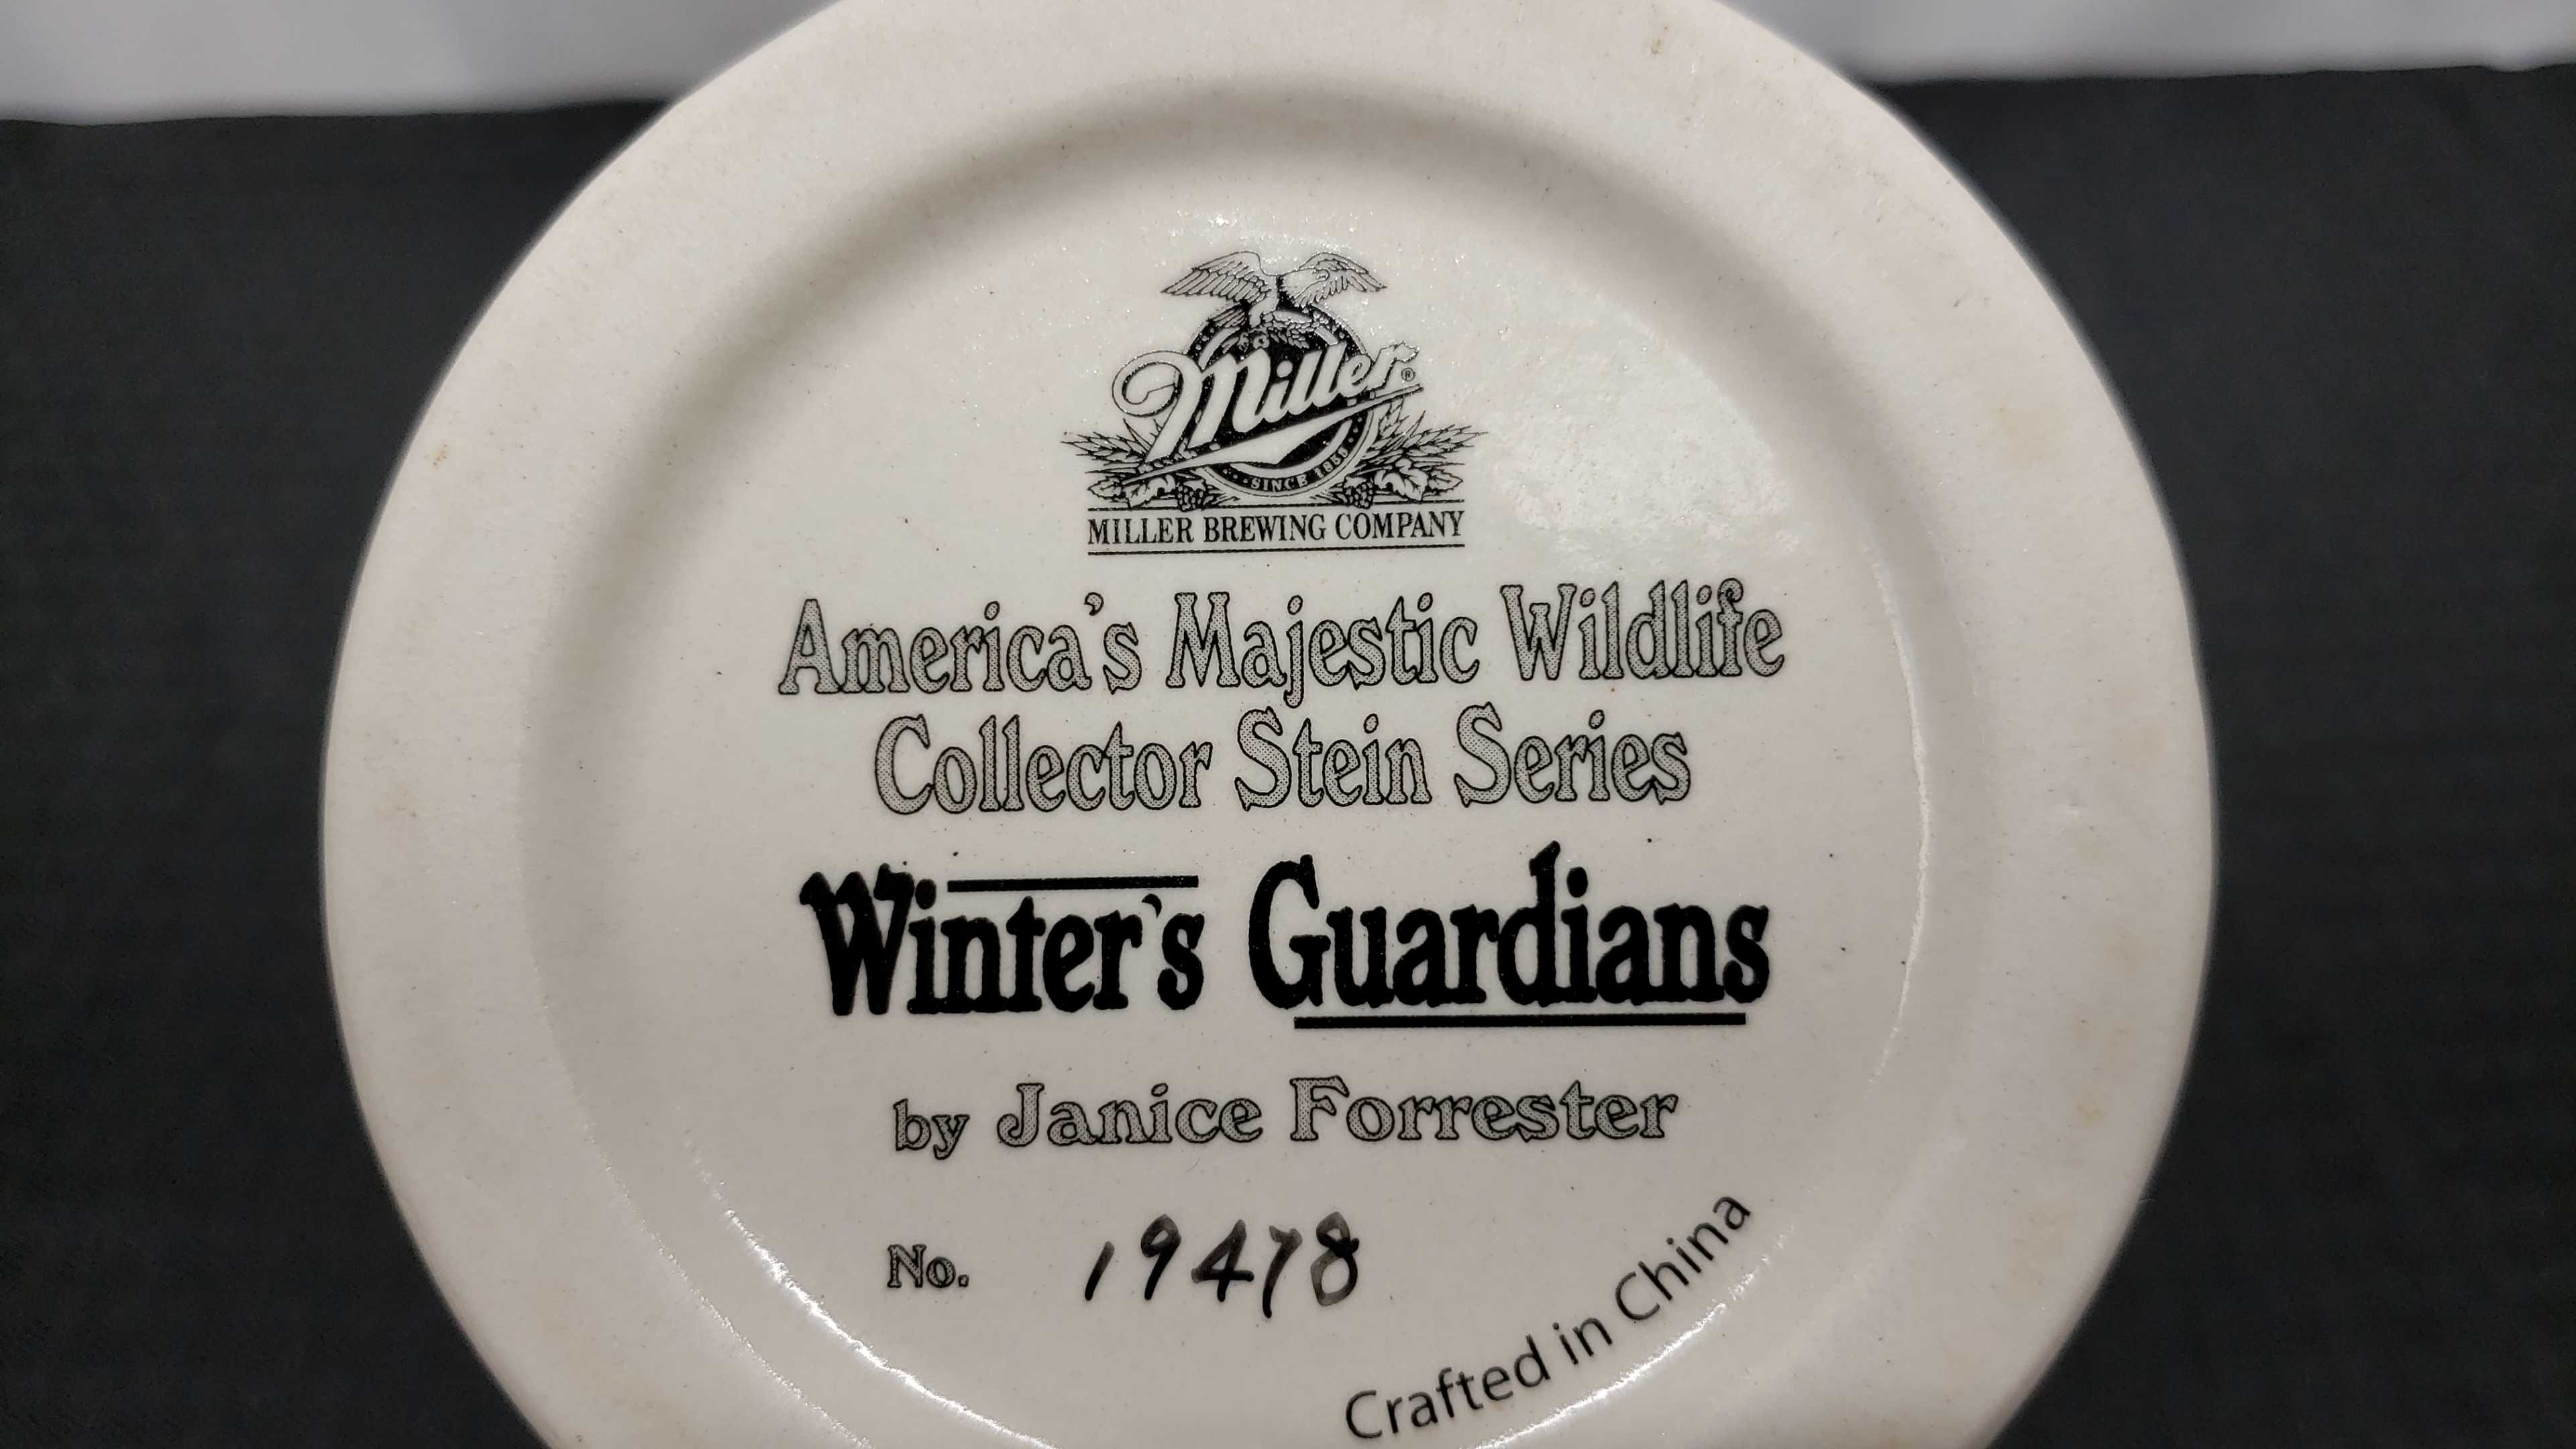 Miller®
SINCE 1855
MILLER BREWING COMPANY
America's Majestic Wildlife
Collector Stein Series
Winter's Guardians
by Janice Forrester
No. 19478
Crafted in China